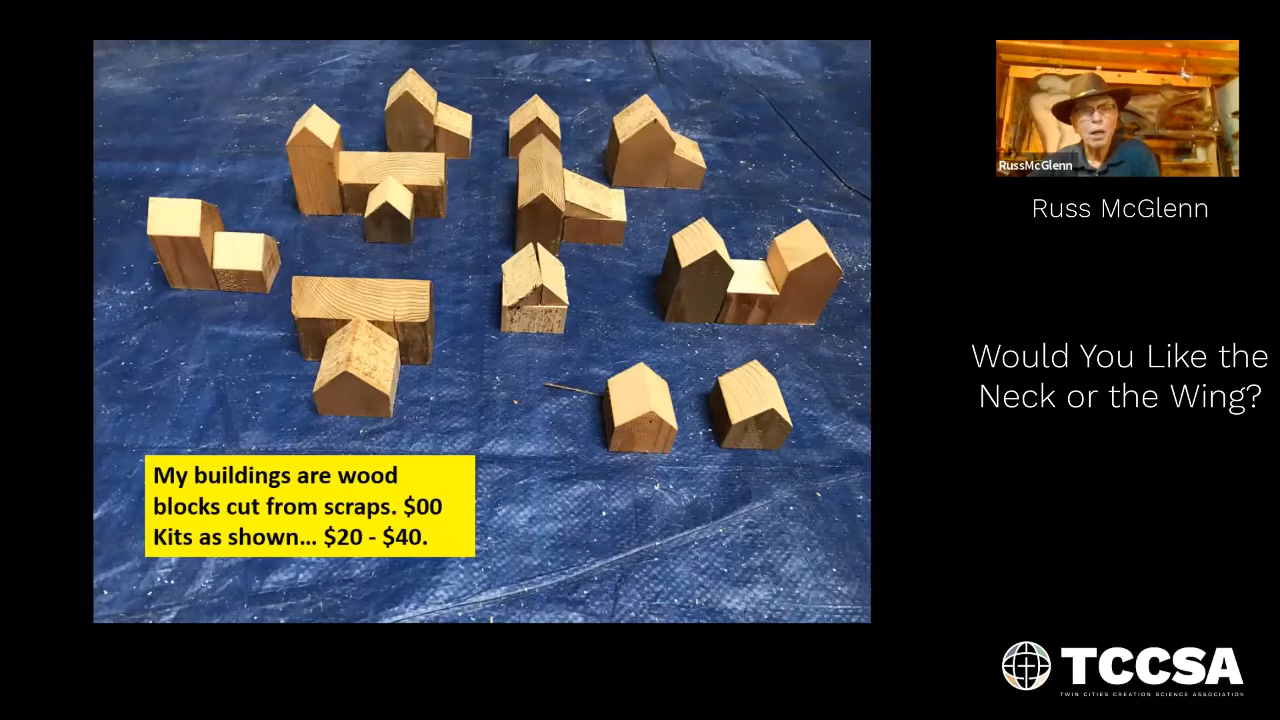 My buildings are wood
blocks cut from scraps. $00
Kits as shown... $20 - $40.
RussMcGlenn
Russ McGlenn
Would You Like the
Neck or the Wing?
TCCSA
TWIN CITIES CREATION SCIENCE ASSOCIATION